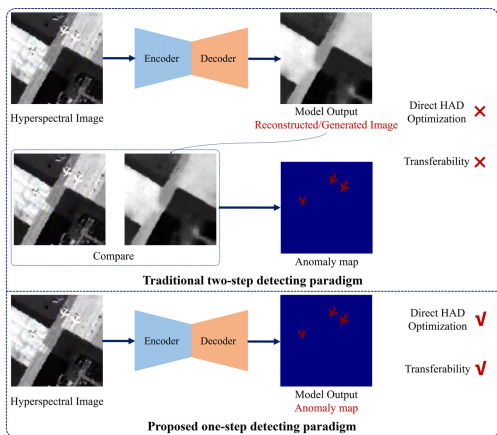 Encoder
Decoder
Hyperspectral Image
Model Output
Reconstructed/Generated Image
Direct HAD
Optimization
Transferability
Compare
Anomaly map
Traditional two-step detecting paradigm
Encoder
Decoder
Hyperspectral Image
Model Output
Anomaly map
Direct HAD
Optimization
Transferability
Proposed one-step detecting paradigm